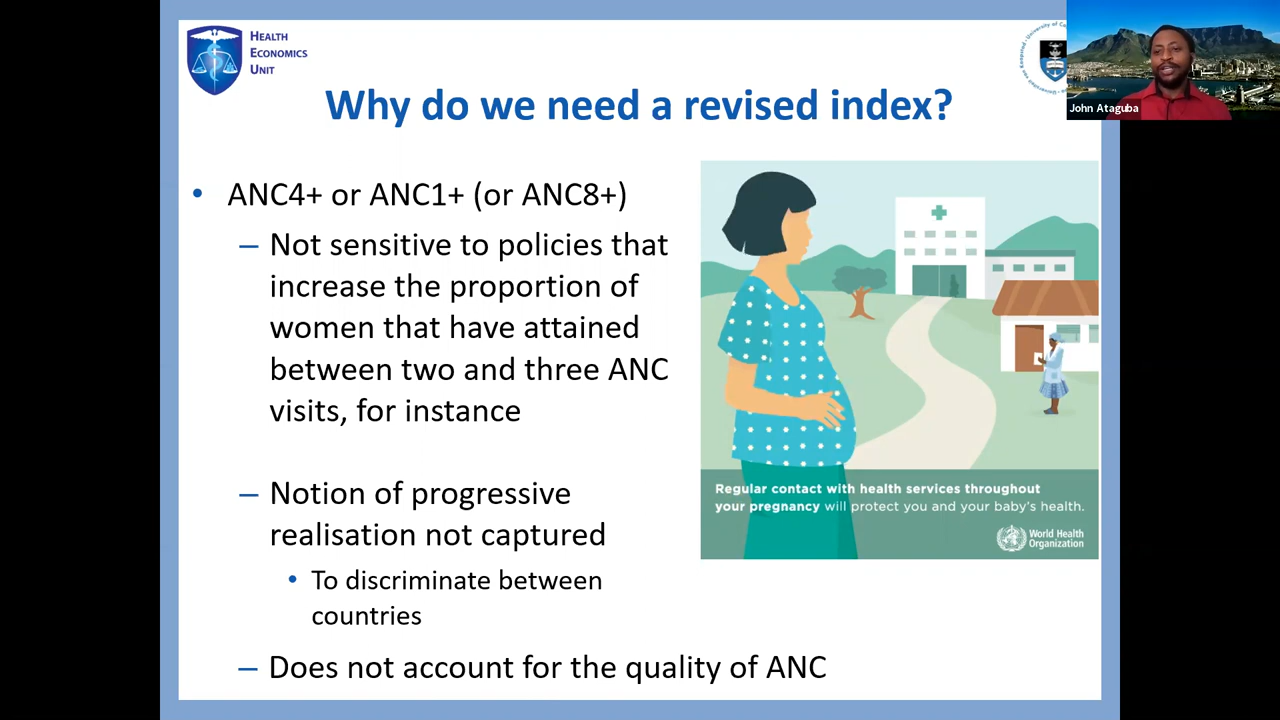 HEALTH
ECONOMICS
UNIT
John Ataguba
Why do we need a revised index?
• ANC4+ or ANC1+ (or ANC8+)
– Not sensitive to policies that
increase the proportion of
women that have attained
between two and three ANC
visits, for instance
– Notion of progressive
realisation not captured
• To discriminate between
countries
– Does not account for the quality of ANC
Regular contact with health services throughout
your pregnancy will protect you and your baby's health.
World Health
Organization